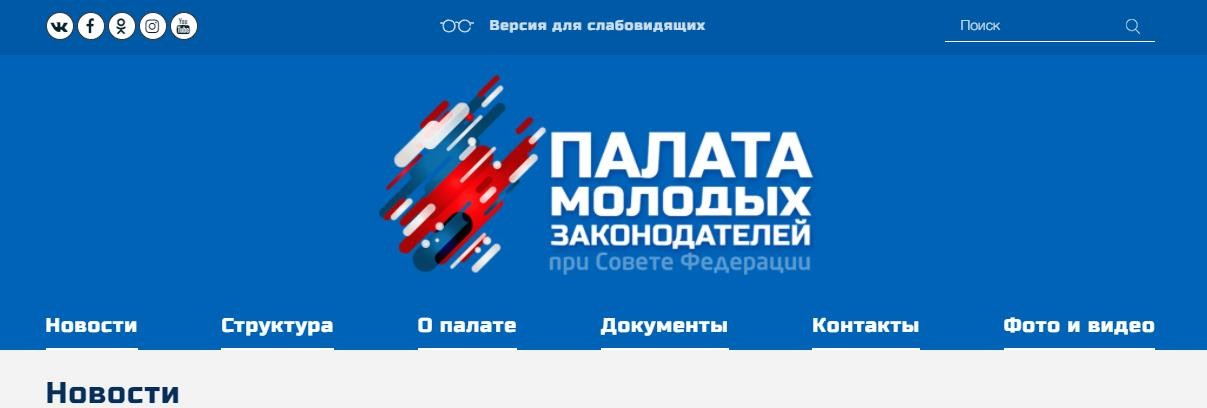 Версия для слабовидящих
Поиск
ПАЛАТА
МОЛОДЫХ
ЗАКОНОДАТЕЛЕЙ
при Совете Федерации
Новости Структура О палате Документы Контакты Фото и видео
Новости